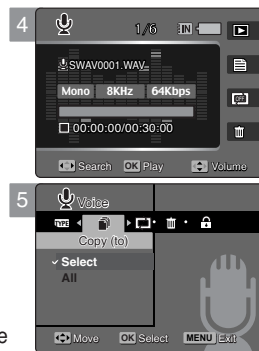 4
1/6 IN
SWAV0001.WAV
Mono 8KHz 64Kbps
00:00:00/00:30:00
Search OK Play Volume
5
Voice
TYPE
Copy (to)
Select
All
Move OK Select MENU Exit
e